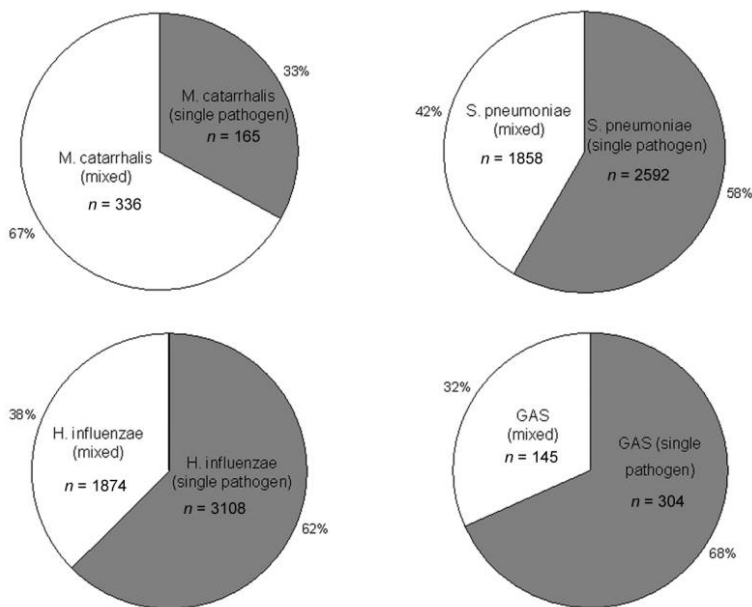 33%
M. catarrhalis
(single pathogen)
n = 165
M. catarrhalis
(mixed)
n = 336
67%
42%
S. pneumoniae
(mixed)
n = 1858
S. pneumoniae
(single pathogen)
n = 2592
58%
38%
H. influenzae
(mixed)
n = 1874
H. influenzae
(single pathogen)
n = 3108
62%
32%
GAS
(mixed)
n = 145
GAS (single
pathogen)
n = 304
68%